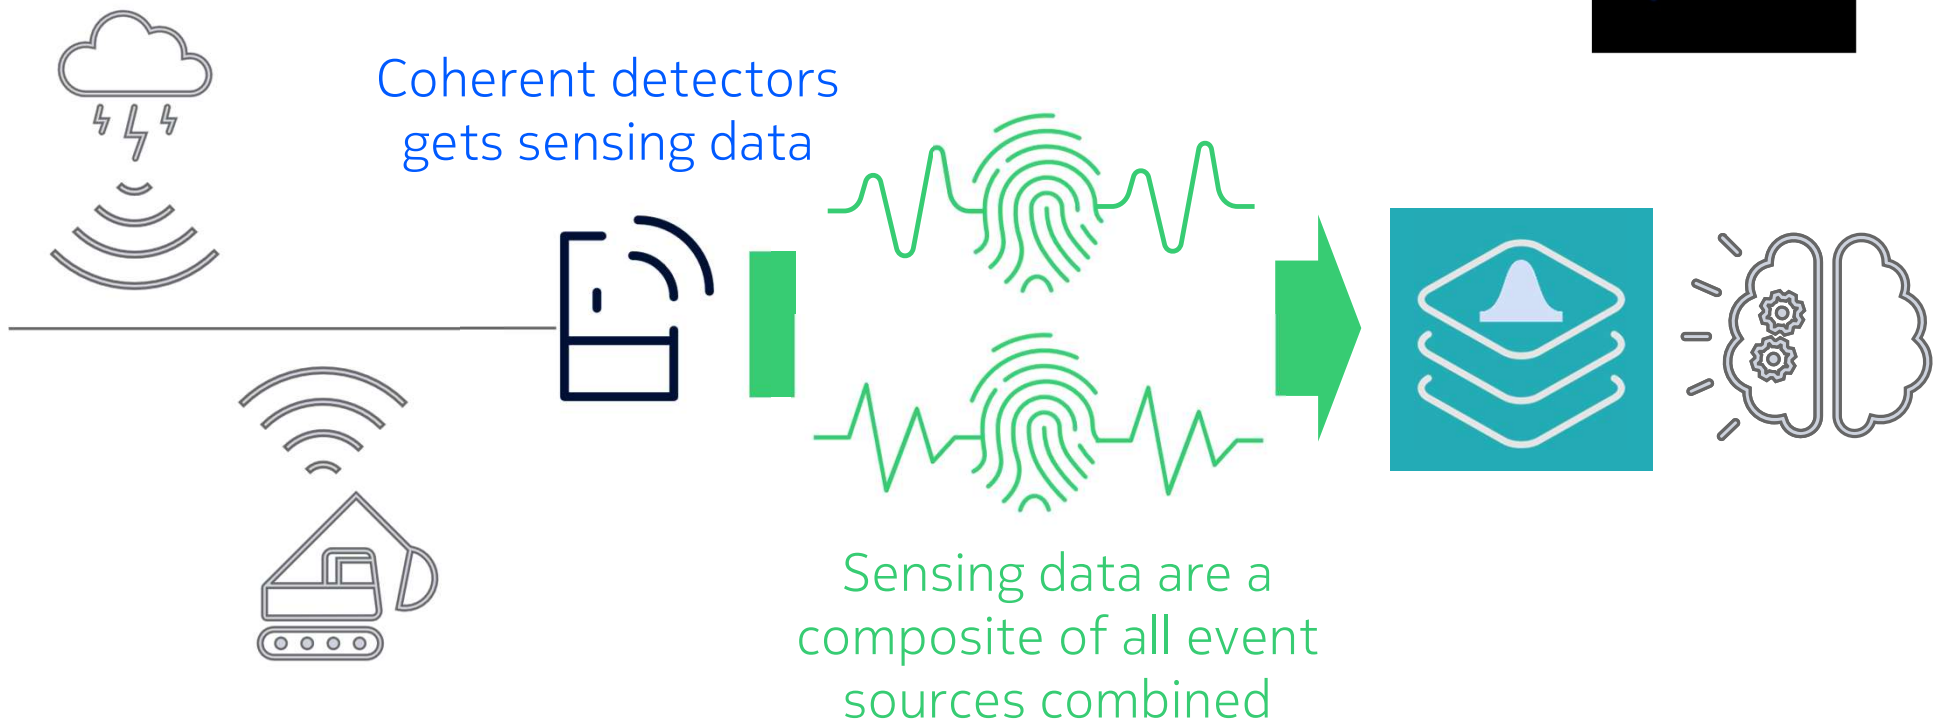 Coherent detectors
gets sensing data
Sensing data are a
composite of all event
sources combined